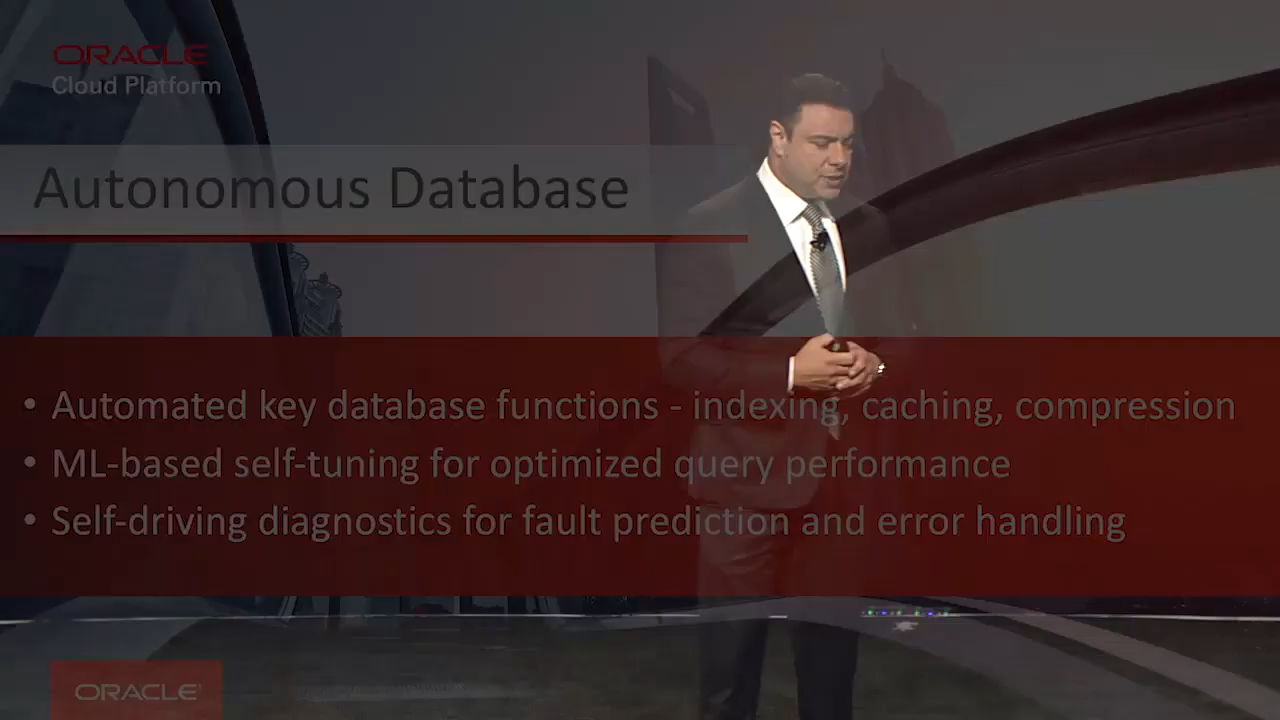 ORACLE
Cloud Platform
Autonomous Database
• Automated key database functions - indexing, caching, compression
• ML-based self-tuning for optimized query performance
• Self-driving diagnostics for fault prediction and error handling
ORACLE